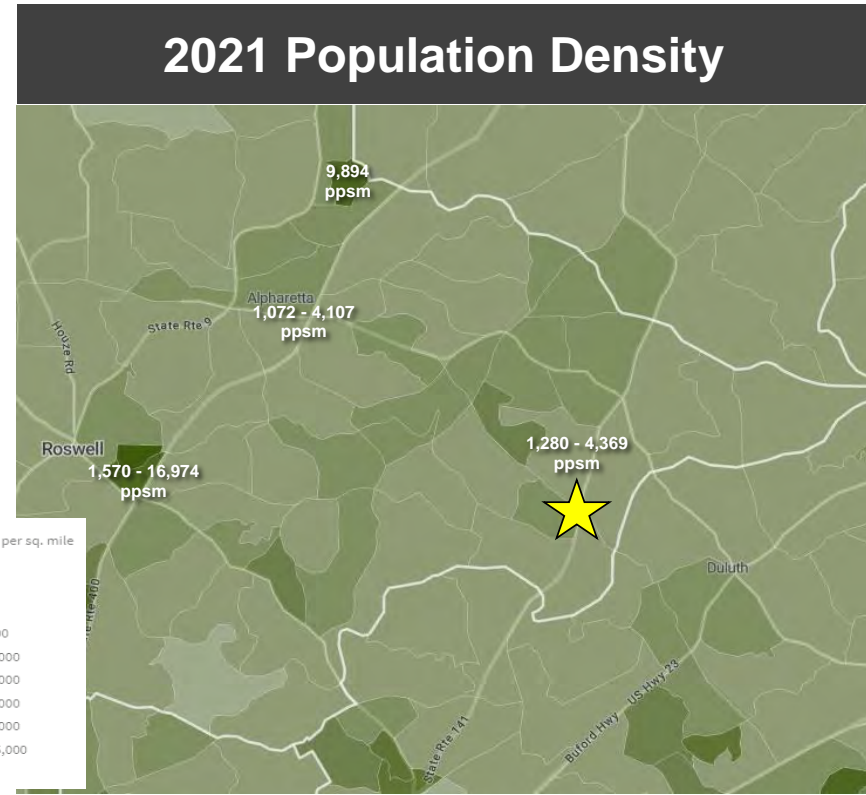 2021 Population Density
9,894
ppsm
Alpharetta
1,072 - 4,107
ppsm
State Rte 9
Houze Rd
Roswell
1,570 - 16,974
ppsm
1,280 - 4,369
ppsm
per sq. mile
Duluth
Rte 400
US Hwy 23
Buford Hwy
State Rte 141